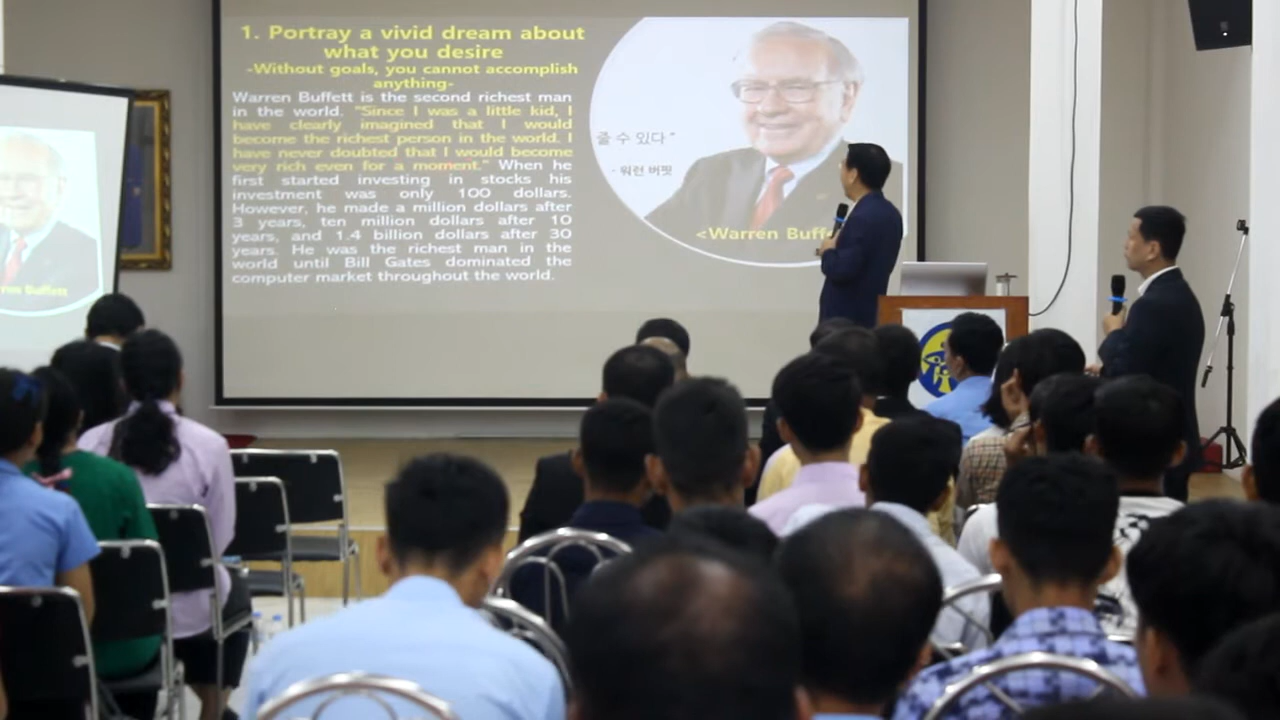 1. Portray a vivid dream about
what you desire
-Without goals, you cannot accomplish
anything-
Warren Buffett is the second richest man
in the world. "Since I was a little kid, I
have clearly imagined that I would
become the richest person in the world. I
have never doubted that I would become
very rich even for a moment." When he
first started investing in stocks his
investment was only 100 dollars.
However, he made a million dollars after
3 years, ten million dollars after 10
years, and 1.4 billion dollars after 30
years. He was the richest man in the
world until Bill Gates dominated the
computer market throughout the world.
줄 수 있다 "
- 워런 버핏
<Warren Buff
Buffett